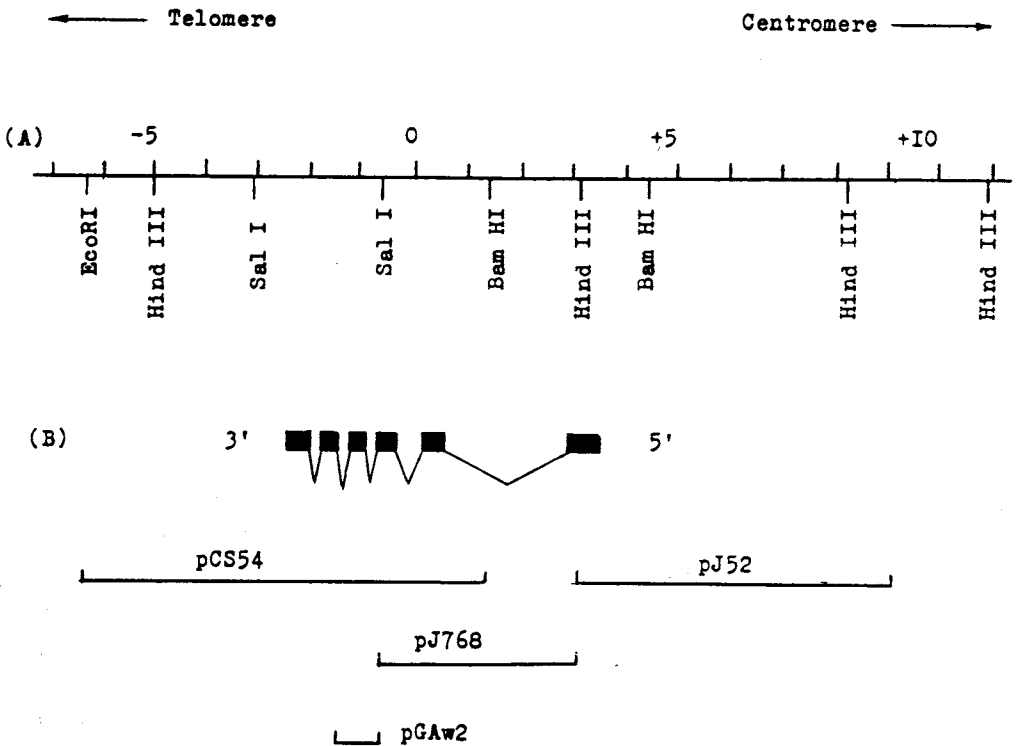 Telomere
Centromere
(A)
-5
0
+5
+I0
EcoRI
Hind III
Sal I
Sal I
Bam HI
Hind III
Bam HI
Hind III
Hind III
(B)
3'
5'
pCS54
pJ52
pJ768
pGAw2